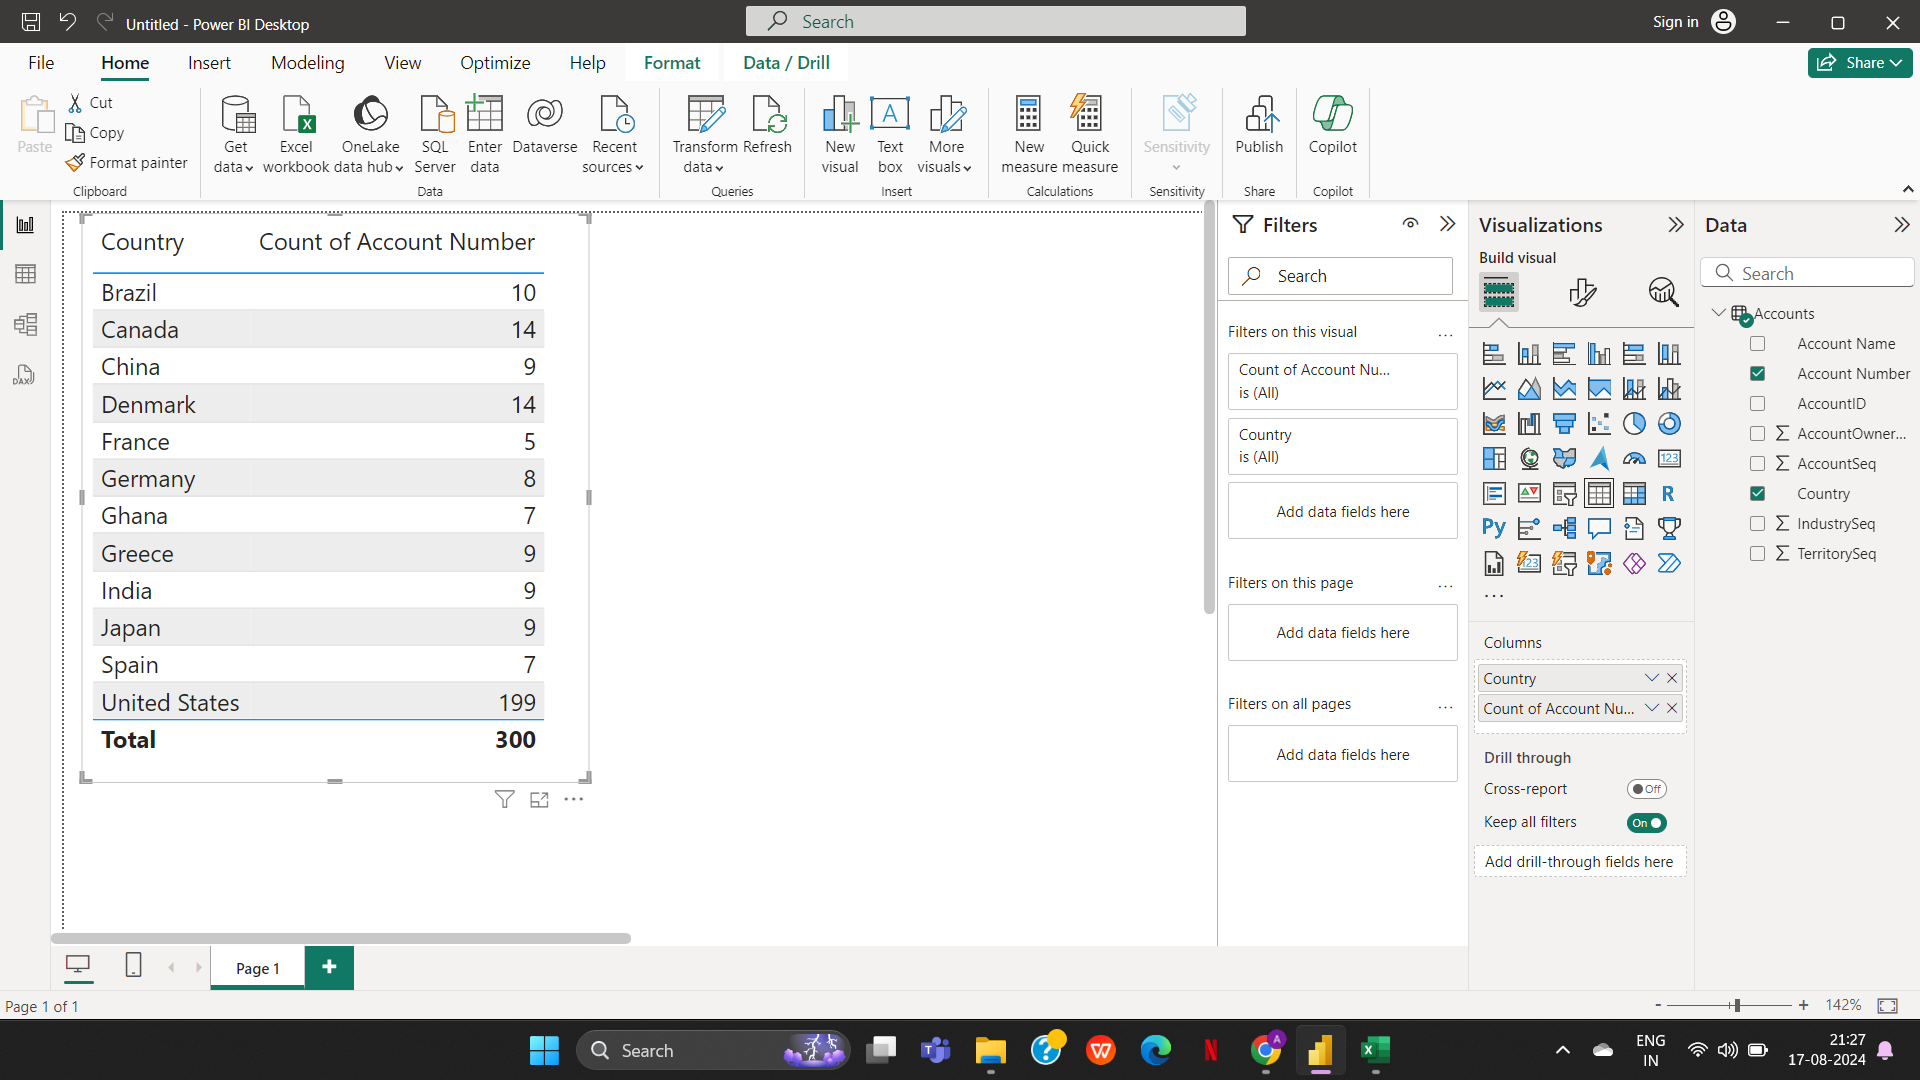 Untitled - Power BI Desktop
Search
Sign in
File
Home
Insert
Modeling
View
Optimize
Help
Format
Data / Drill
Share
Paste
Cut
Copy
Format painter
Clipboard
Get data
Excel workbook
OneLake data hub
SQL Server
Enter data
Dataverse
Recent sources
Data
Transform data
Refresh
Queries
New visual
Text box
More visuals
Insert
New measure
Quick measure
Calculations
Sensitivity
Sensitivity
Publish
Share
Copilot
Copilot
Country Count of Account Number
Brazil 10
Canada 14
China 9
Denmark 14
France 5
Germany 8
Ghana 7
Greece 9
India 9
Japan 9
Spain 7
United States 199
Total 300
Filters
Search
Filters on this visual
Count of Account Nu...
is (All)
Country
is (All)
Add data fields here
Filters on this page
Add data fields here
Filters on all pages
Add data fields here
Visualizations
Build visual
123
R
Py
123
Columns
Country
Count of Account Nu...
Drill through
Cross-report
Off
Keep all filters
On
Add drill-through fields here
Data
Search
Accounts
Account Name
Account Number
AccountID
AccountOwner...
AccountSeq
Country
IndustrySeq
TerritorySeq
DAX
Page 1
Page 1 of 1
142%
Search
ENG
IN
21:27
17-08-2024